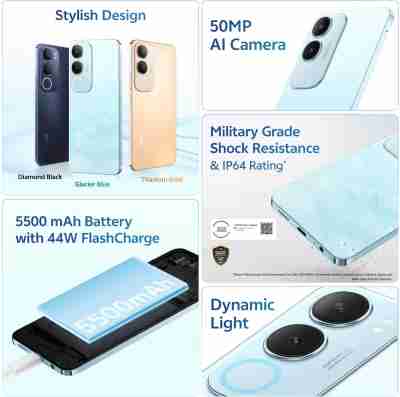 Stylish Design
Diamond Black
Glacier Blue
Titanium Gold
50MP
AI Camera
Military Grade
Shock Resistance
& IP64 Rating*
5500 mAh Battery
with 44W FlashCharge
5500mAh
Dynamic
Light